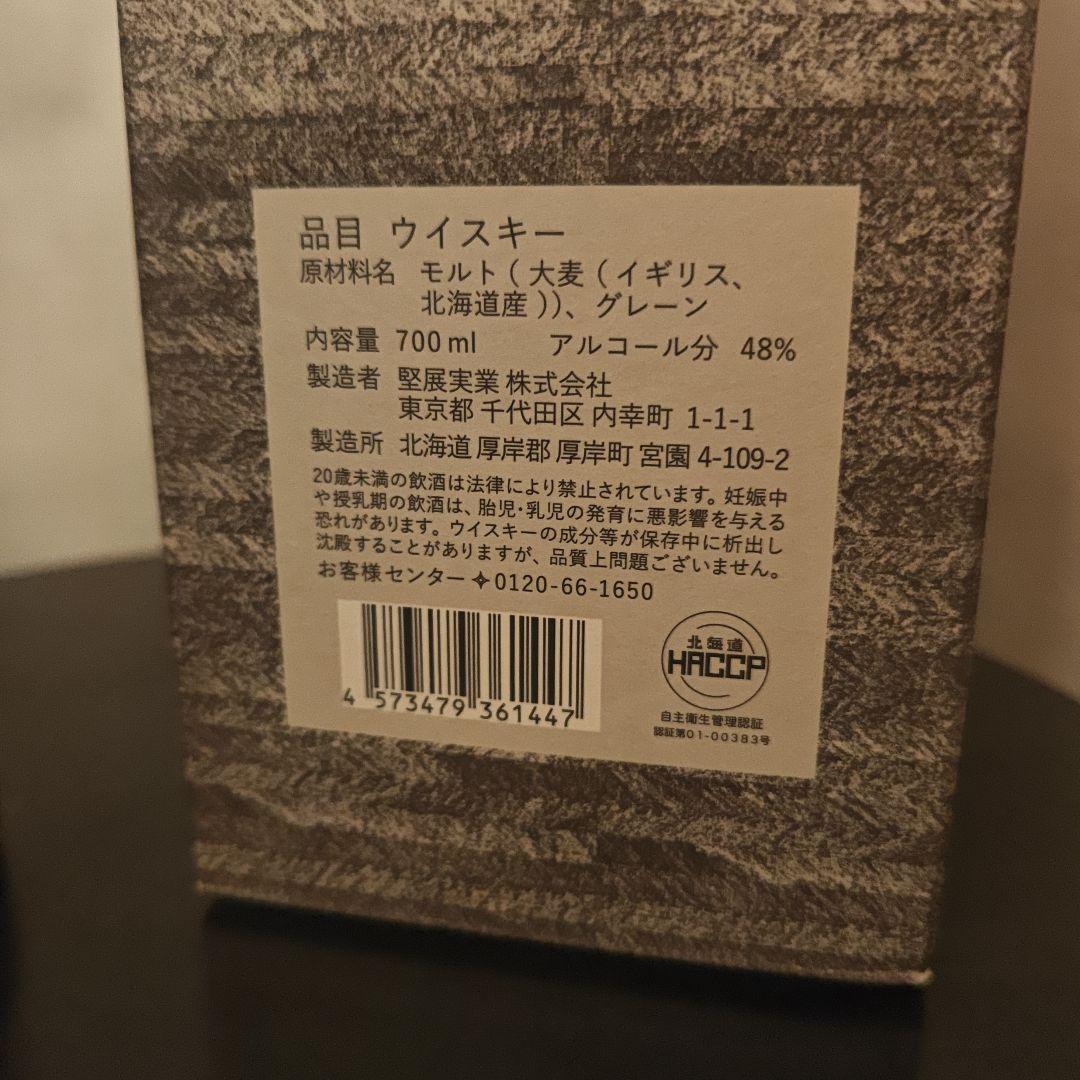 品目 ウイスキー
原材料名 モルト（大麦（イギリス、
北海道産））、グレーン
内容量 700ml アルコール分 48%
製造者 堅展実業 株式会社
東京都 千代田区 内幸町 1-1-1
製造所 北海道 厚岸郡 厚岸町 宮園 4-109-2
20歳未満の飲酒は法律により禁止されています。妊娠中
や授乳期の飲酒は、胎児・乳児の発育に悪影響を与える
恐れがあります。ウイスキーの成分等が保存中に析出し
沈殿することがありますが、品質上問題ございません。
お客様センター✧0120-66-1650
4 573479 361447
北海道
HACCP
自主衛生管理認証
認証第01-00383号